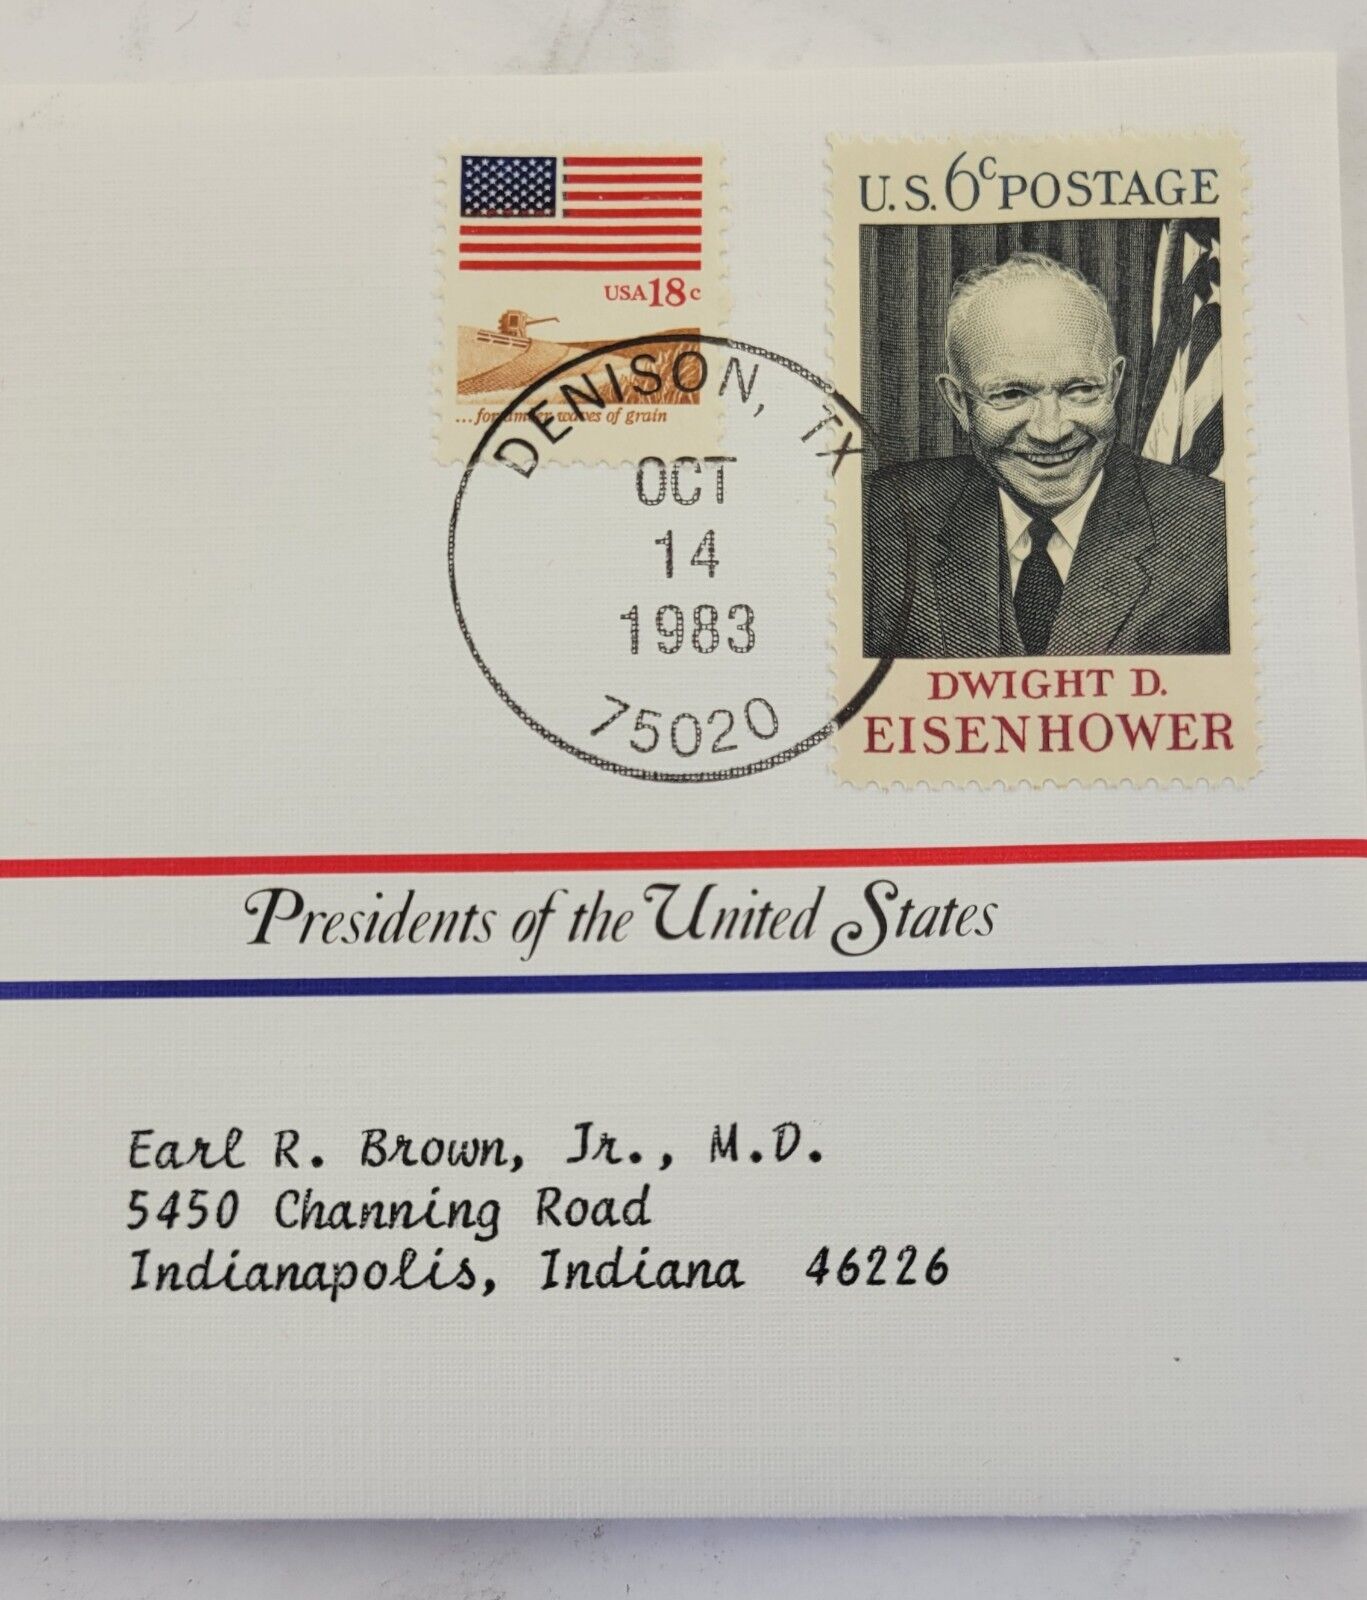 USA 18c
...for amber waves of grain
U.S. 6c POSTAGE
DWIGHT D.
EISENHOWER
DENISON, TX
OCT
14
1983
75020
Presidents of the United States
Earl R. Brown, Jr., M.D.
5450 Channing Road
Indianapolis, Indiana 46226